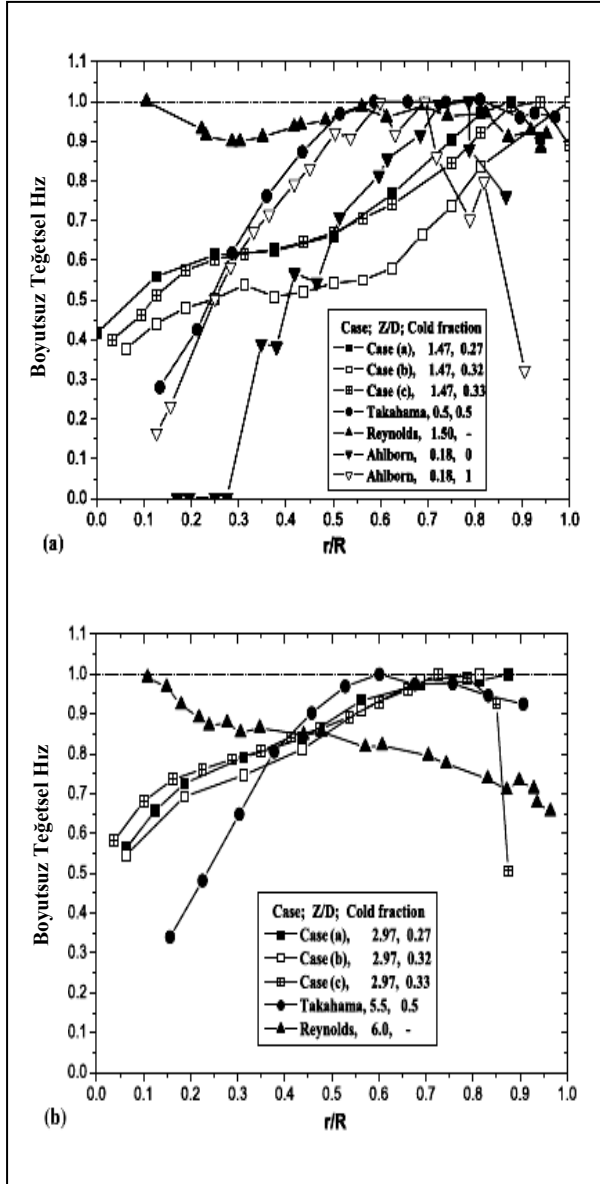 1.1
1.0
0.9
0.8
0.7
0.6
0.5
0.4
0.3
0.2
0.1
0.0
Boyutsuz Teğetsel Hız
Case; Z/D; Cold fraction
Case (a), 1.47, 0.27
Case (b), 1.47, 0.32
Case (c), 1.47, 0.33
Takahama, 0.5, 0.5
Reynolds, 1.50, -
Ahlborn, 0.18, 0
Ahlborn, 0.18, 1
0.0 0.1 0.2 0.3 0.4 0.5 0.6 0.7 0.8 0.9 1.0
(a)
r/R
1.1
1.0
0.9
0.8
0.7
0.6
0.5
0.4
0.3
0.2
0.1
0.0
Boyutsuz Teğetsel Hız
Case; Z/D; Cold fraction
Case (a), 2.97, 0.27
Case (b), 2.97, 0.32
Case (c), 2.97, 0.33
Takahama, 5.5, 0.5
Reynolds, 6.0, -
0.0 0.1 0.2 0.3 0.4 0.5 0.6 0.7 0.8 0.9 1.0
(b)
r/R